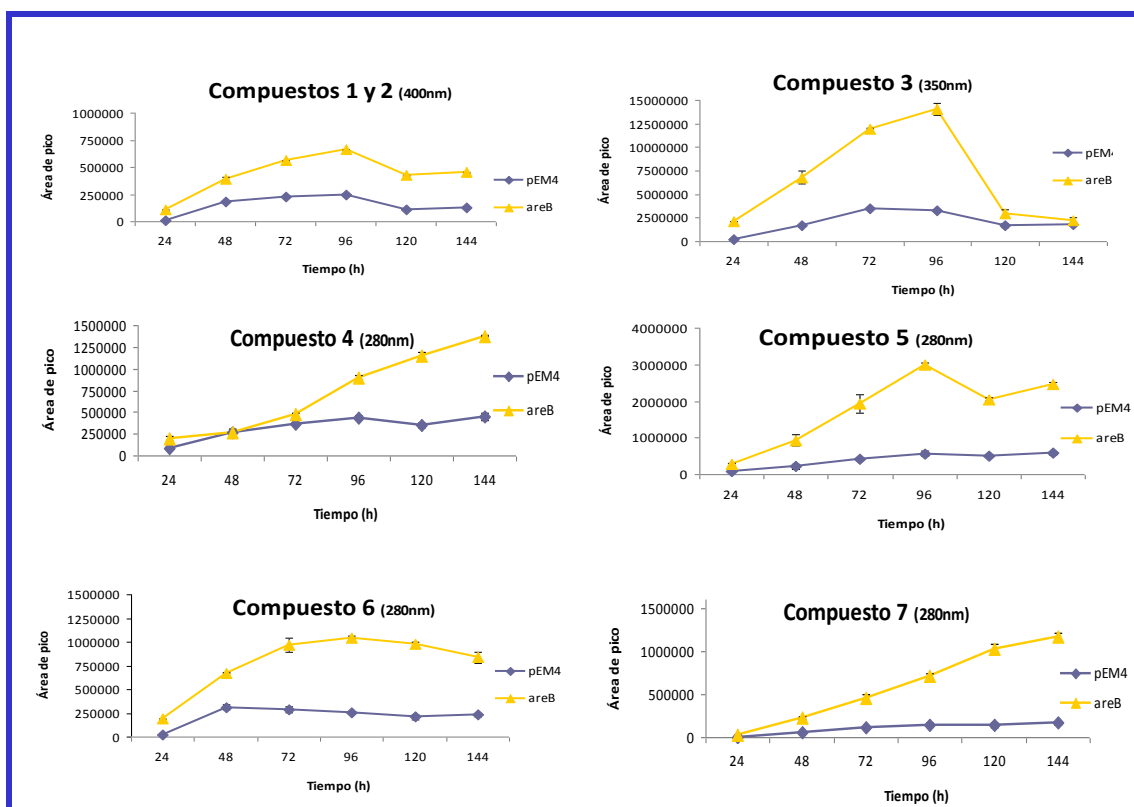 Compuestos 1 y 2 (400nm)
Área de pico
1000000
750000
500000
250000
0
24 48 72 96 120 144
Tiempo (h)
pEM4
areB
Compuesto 3 (350nm)
Área de pico
15000000
12500000
10000000
7500000
5000000
2500000
0
24 48 72 96 120 144
Tiempo (h)
pEM4
areB
Compuesto 4 (280nm)
Área de pico
1500000
1250000
1000000
750000
500000
250000
0
24 48 72 96 120 144
Tiempo (h)
pEM4
areB
Compuesto 5 (280nm)
Área de pico
4000000
3000000
2000000
1000000
0
24 48 72 96 120 144
Tiempo (h)
pEM4
areB
Compuesto 6 (280nm)
Área de pico
1500000
1250000
1000000
750000
500000
250000
0
24 48 72 96 120 144
Tiempo (h)
pEM4
areB
Compuesto 7 (280nm)
Área de pico
1500000
1000000
500000
0
24 48 72 96 120 144
Tiempo (h)
pEM4
areB